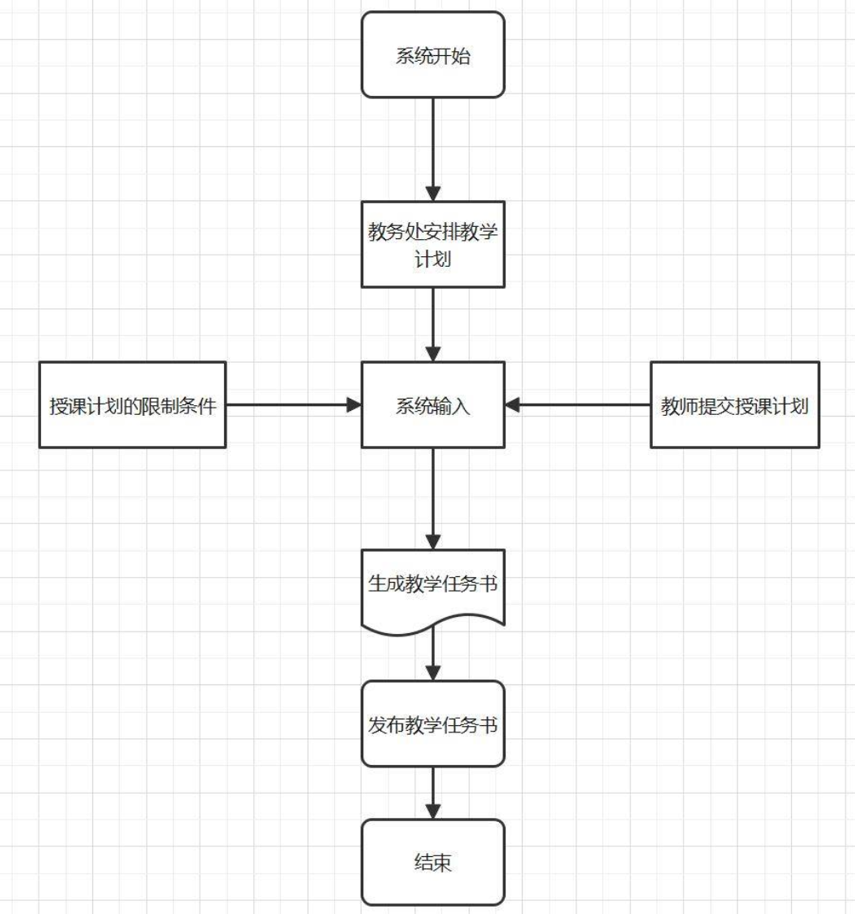 系统开始
教务处安排教学
计划
授课计划的限制条件
系统输入
教师提交授课计划
生成教学任务书
发布教学任务书
结束